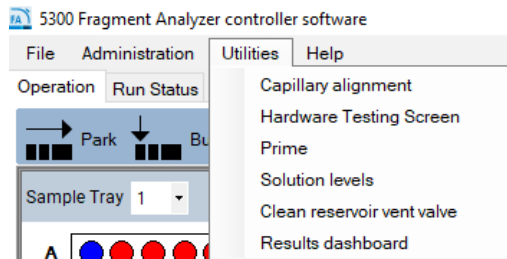 FA 5300 Fragment Analyzer controller software
File Administration Utilities Help
Operation Run Status
Capillary alignment
Hardware Testing Screen
Park
Prime
Solution levels
Sample Tray 1
Clean reservoir vent valve
Results dashboard
A